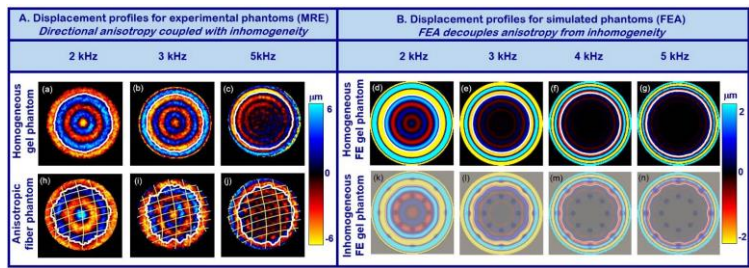 A. Displacement profiles for experimental phantoms (MRE)
Directional anisotropy coupled with inhomogeneity
B. Displacement profiles for simulated phantoms (FEA)
FEA decouples anisotropy from inhomogeneity
2 kHz
3 kHz
5kHz
2 kHz
3 kHz
4 kHz
5 kHz
Homogeneous
gel phantom
(a)
(b)
(c)
μm
6
0
-6
Homogeneous
FE gel phantom
(d)
(e)
(f)
(g)
μm
2
0
-2
Anisotropic
fiber phantom
(h)
(i)
(j)
Inhomogeneous
FE gel phantom
(k)
(l)
(m)
(n)